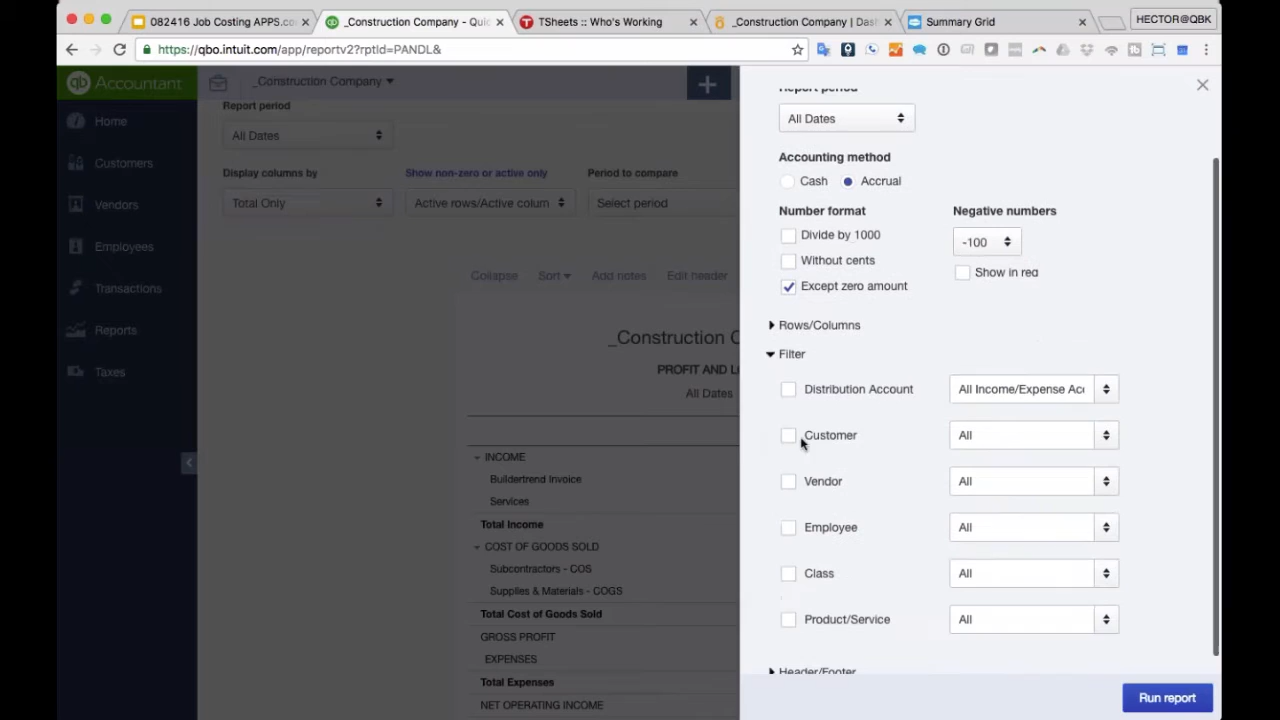 082416 Job Costing APPS.co
_Construction Company - Quic
TSheets :: Who's Working
_Construction Company | Dash
Summary Grid
HECTOR@QBK
https://qbo.intuit.com/app/reportv2?rptId=PANDL&
qb Accountant
_Construction Company
Home
Customers
Vendors
Employees
Transactions
Reports
Taxes
Report period
All Dates
Display columns by
Show non-zero or active only
Period to compare
Total Only
Active rows/Active colum
Select period
Collapse
Sort
Add notes
Edit header
_Construction C
PROFIT AND L
All Dates
INCOME
Buildertrend Invoice
Services
Total Income
COST OF GOODS SOLD
Subcontractors - COS
Supplies & Materials - COGS
Total Cost of Goods Sold
GROSS PROFIT
EXPENSES
Total Expenses
NET OPERATING INCOME
Report period
All Dates
Accounting method
Cash
Accrual
Number format
Negative numbers
Divide by 1000
-100
Without cents
Show in red
Except zero amount
Rows/Columns
Filter
Distribution Account
All Income/Expense Acc
Customer
All
Vendor
All
Employee
All
Class
All
Product/Service
All
Header/Footer
Run report